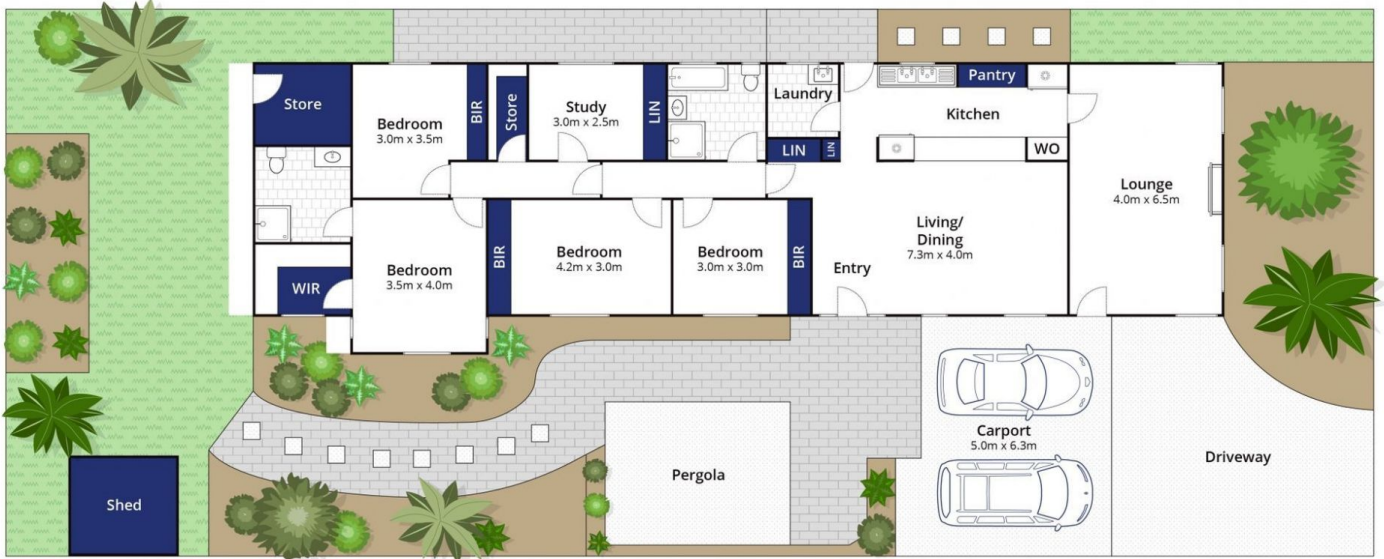 Store
Bedroom
3.0m x 3.5m
BIR
Store
Study
3.0m x 2.5m
LIN
Laundry
LIN
LIN
Pantry
Kitchen
WO
Lounge
4.0m x 6.5m
Living/
Dining
7.3m x 4.0m
Entry
WIR
Bedroom
3.5m x 4.0m
BIR
Bedroom
4.2m x 3.0m
Bedroom
3.0m x 3.0m
BIR
Carport
5.0m x 6.3m
Driveway
Pergola
Shed